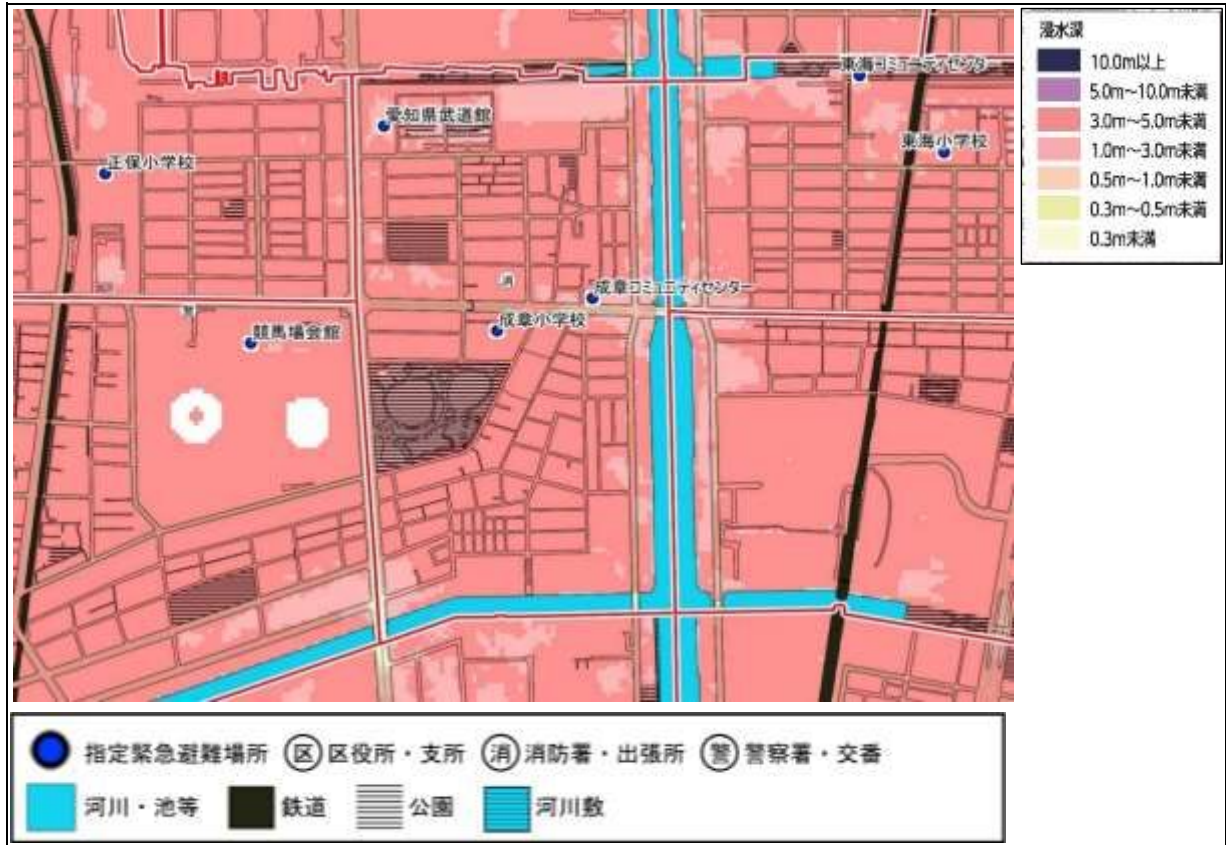 浸水深
10.0m以上
5.0m～10.0m未満
3.0m～5.0m未満
1.0m～3.0m未満
0.5m～1.0m未満
0.3m～0.5m未満
0.3m未満
東海コミューティセンター
愛知県武道館
東海小学校
正保小学校
消
成章コミュニティセンター
成章小学校
競馬場会館
指定緊急避難場所 区 区役所・支所 消 消防署・出張所 警 警察署・交番
河川・池等 鉄道 公園 河川敷